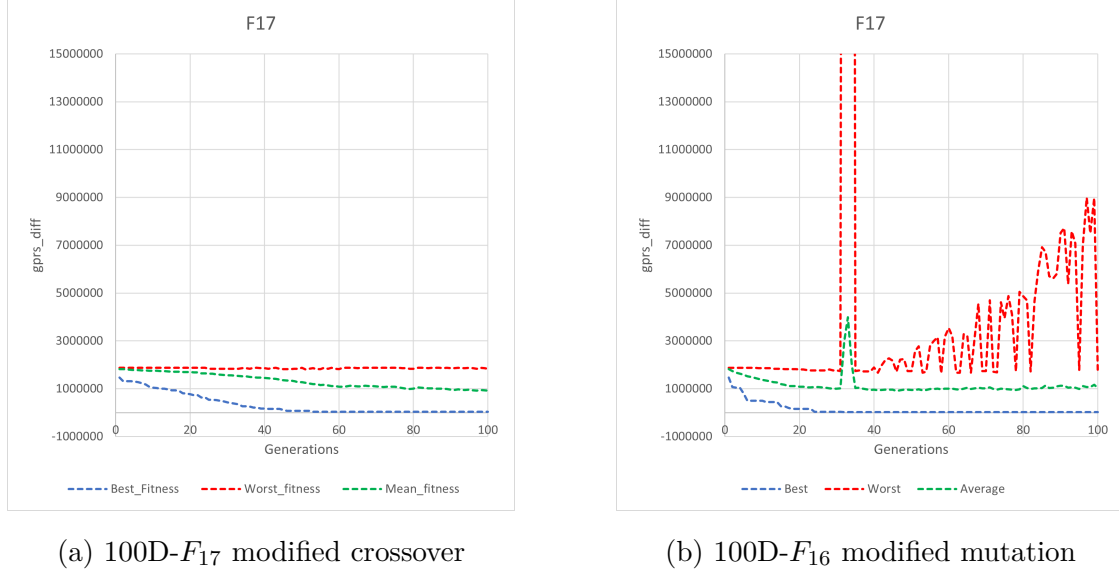 F17
15000000
13000000
11000000
9000000
7000000
5000000
3000000
1000000
-1000000
gprs_diff
0 20 40 60 80 100
Generations
Best_Fitness Worst_fitness Mean_fitness
(a) 100D-F17 modified crossover
F17
15000000
13000000
11000000
9000000
7000000
5000000
3000000
1000000
-1000000
gprs_diff
0 20 40 60 80 100
Generations
Best Worst Average
(b) 100D-F16 modified mutation